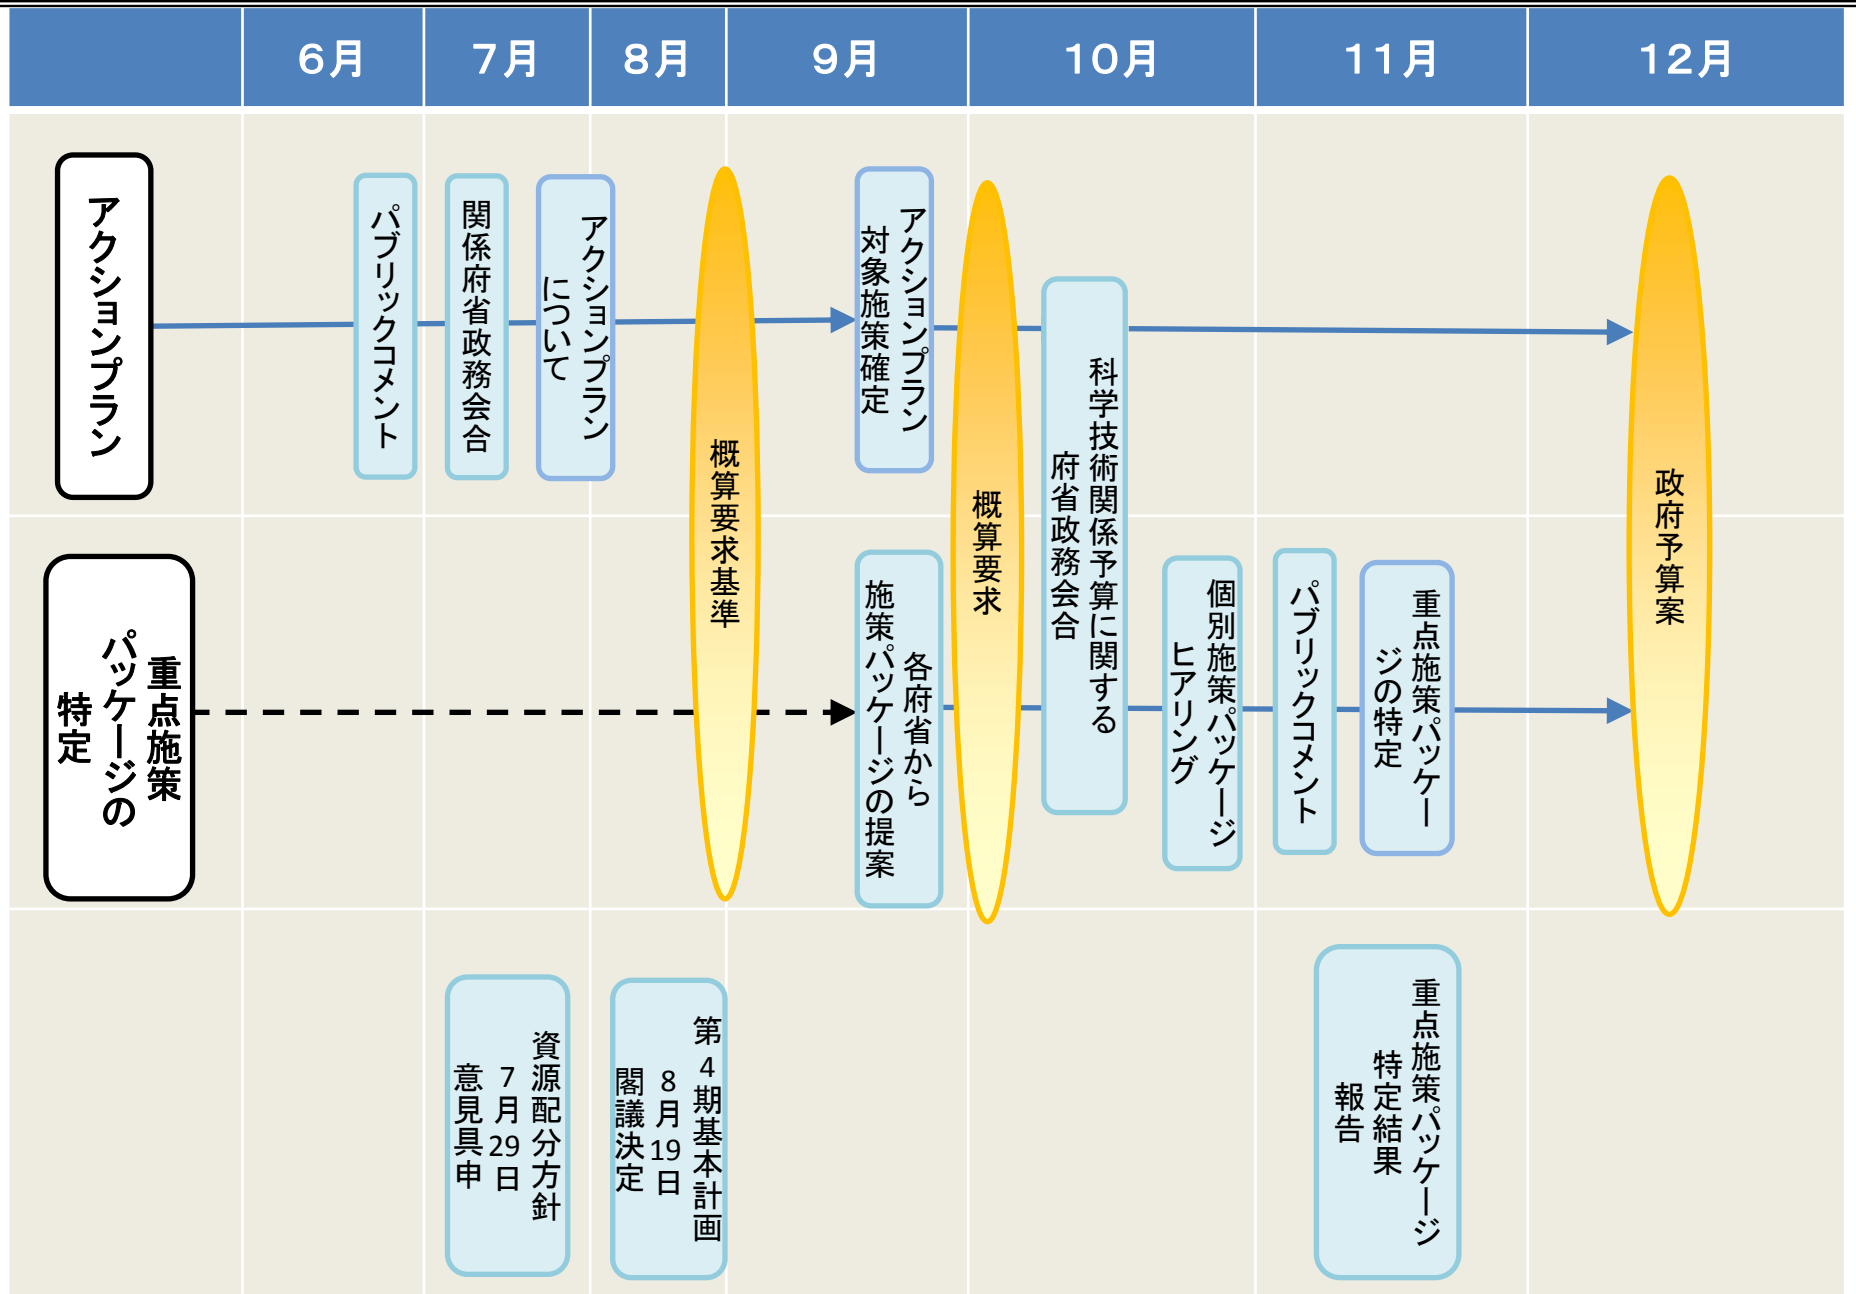 6月
7月
8月
9月
10月
11月
12月
アクションプラン
パブリックコメント
関係府省政務会合
アクションプラン
について
概算要求基準
アクションプラン
対象施策確定
概算要求
科学技術関係予算に関する
府省政務会合
政府予算案
重点施策
パッケージの
特定
各府省から
施策パッケージの提案
個別施策パッケージ
ヒアリング
パブリックコメント
重点施策パッケー
ジの特定
資源配分方針
7月29日
意見具申
第4期基本計画
8月19日
閣議決定
重点施策パッケージ
特定結果
報告